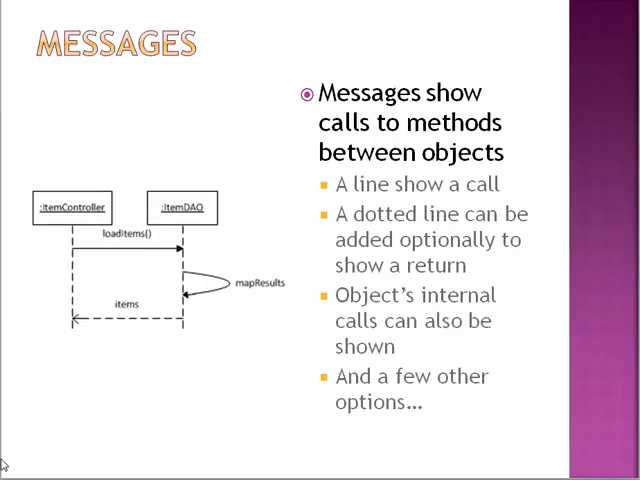 MESSAGES
Messages show
calls to methods
between objects
A line show a call
A dotted line can be
added optionally to
show a return
Object's internal
calls can also be
shown
And a few other
options...
:ItemController
:ItemDAO
loadItems()
mapResults
items